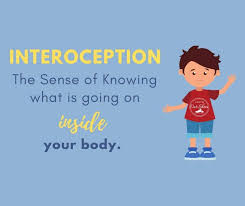 INTEROCEPTION
The Sense of Knowing
what is going on
inside
your body.